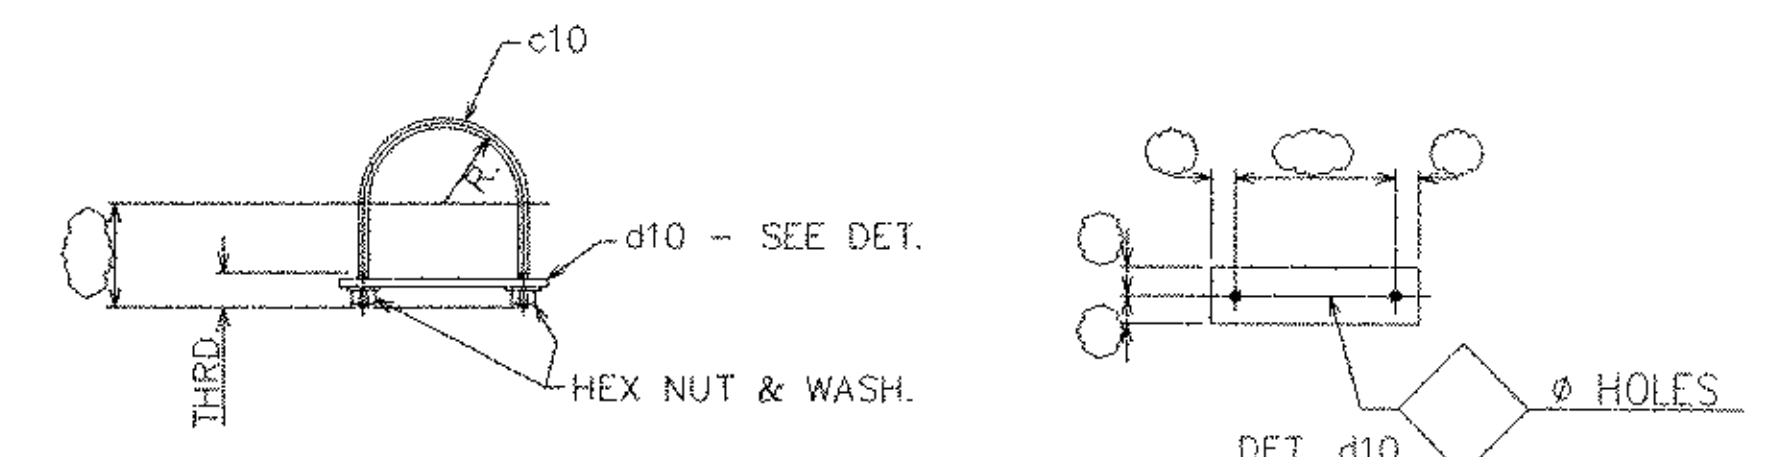 c10
R.
d10 - SEE DET.
THRD
HEX NUT & WASH.
Ø HOLES
DET. d10